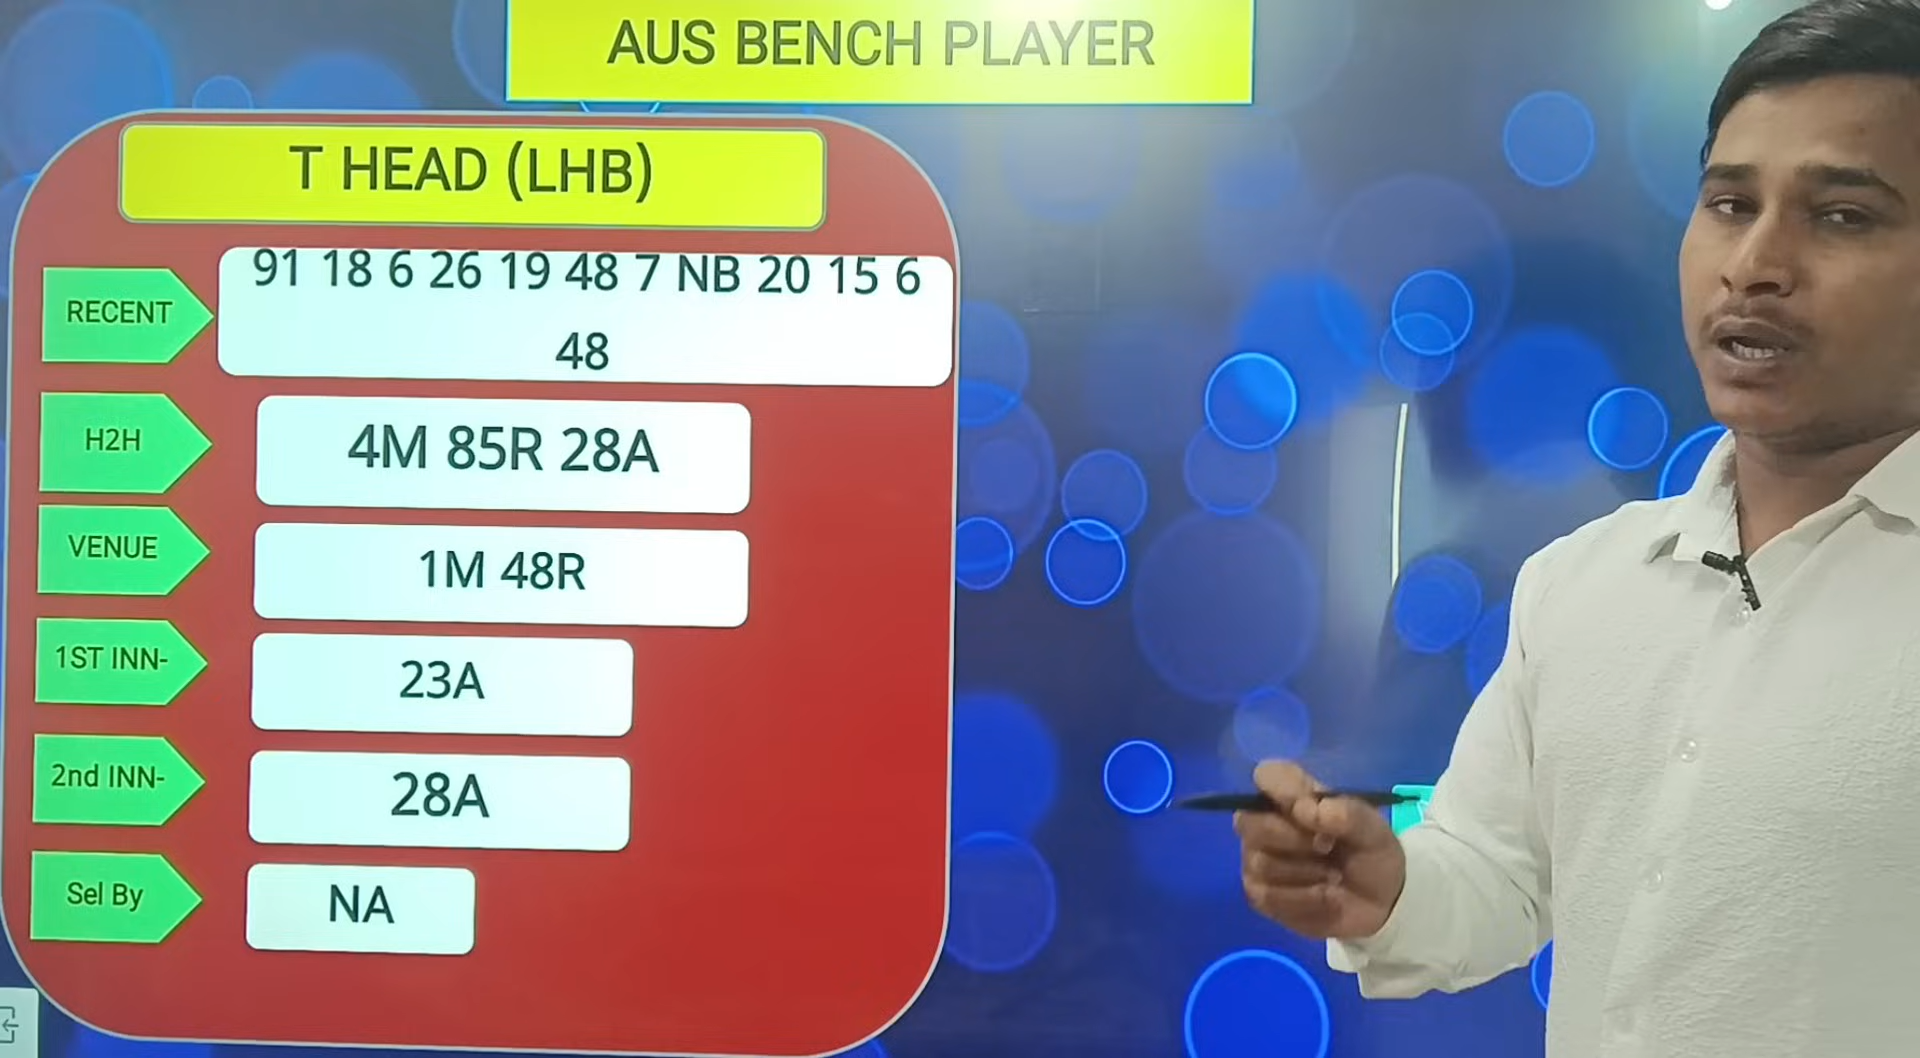 AUS BENCH PLAYER
T HEAD (LHB)
RECENT
91 18 6 26 19 48 7 NB 20 15 6
48
H2H
4M 85R 28A
VENUE
1M 48R
1ST INN-
23A
2nd INN-
28A
Sel By
NA